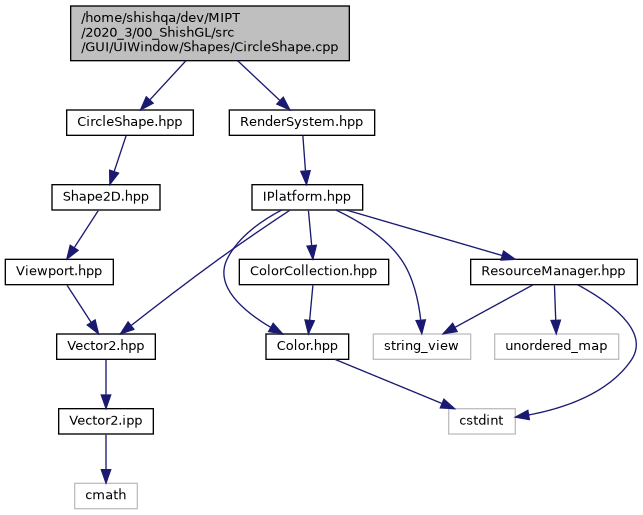 /home/shishqa/dev/MIPT
/2020_3/00_ShishGL/src
/GUI/UIWindow/Shapes/CircleShape.cpp
CircleShape.hpp
RenderSystem.hpp
Shape2D.hpp
IPlatform.hpp
Viewport.hpp
ColorCollection.hpp
ResourceManager.hpp
Vector2.hpp
Color.hpp
string_view
unordered_map
Vector2.ipp
cstdint
cmath